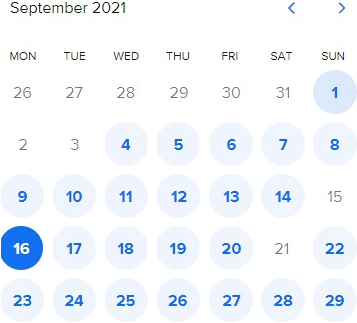 September 2021
MON TUE WED THU FRI SAT SUN
26 27 28 29 30 31 1
2 3 4 5 6 7 8
9 10 11 12 13 14 15
16 17 18 19 20 21 22
23 24 25 26 27 28 29